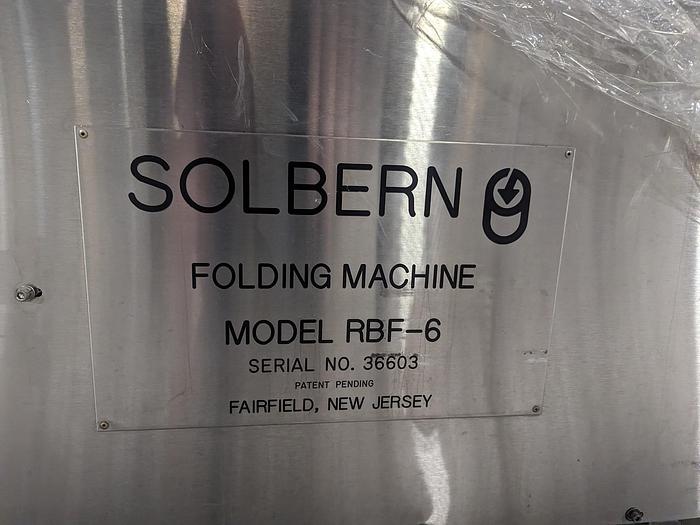 SOLBERN
FOLDING MACHINE
MODEL RBF-6
SERIAL NO. 36603
PATENT PENDING
FAIRFIELD, NEW JERSEY